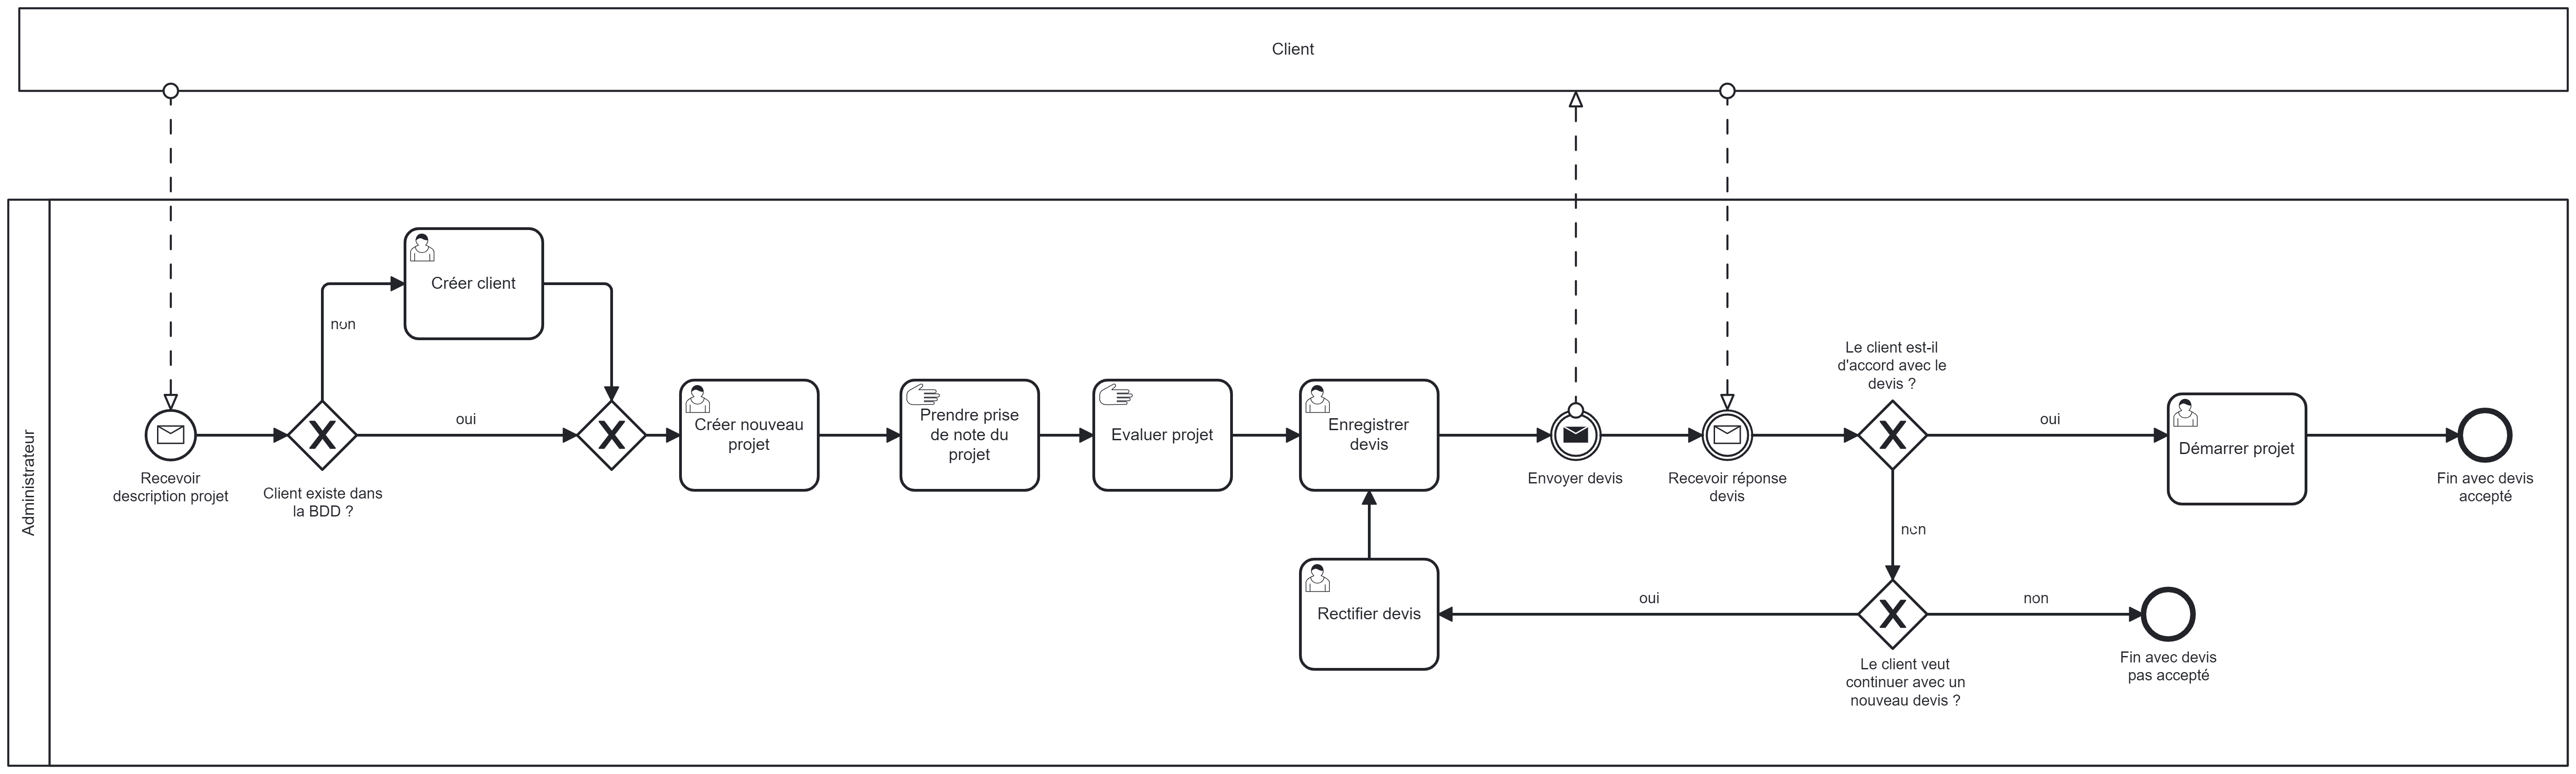 Client
Administrateur
Recevoir
description projet
Client existe dans
la BDD ?
non
oui
Créer client
Créer nouveau
projet
Prendre prise
de note du
projet
Evaluer projet
Enregistrer
devis
Envoyer devis
Recevoir réponse
devis
Le client est-il
d'accord avec le
devis ?
oui
non
Démarrer projet
Fin avec devis
accepté
Rectifier devis
oui
Le client veut
continuer avec un
nouveau devis ?
non
Fin avec devis
pas accepté